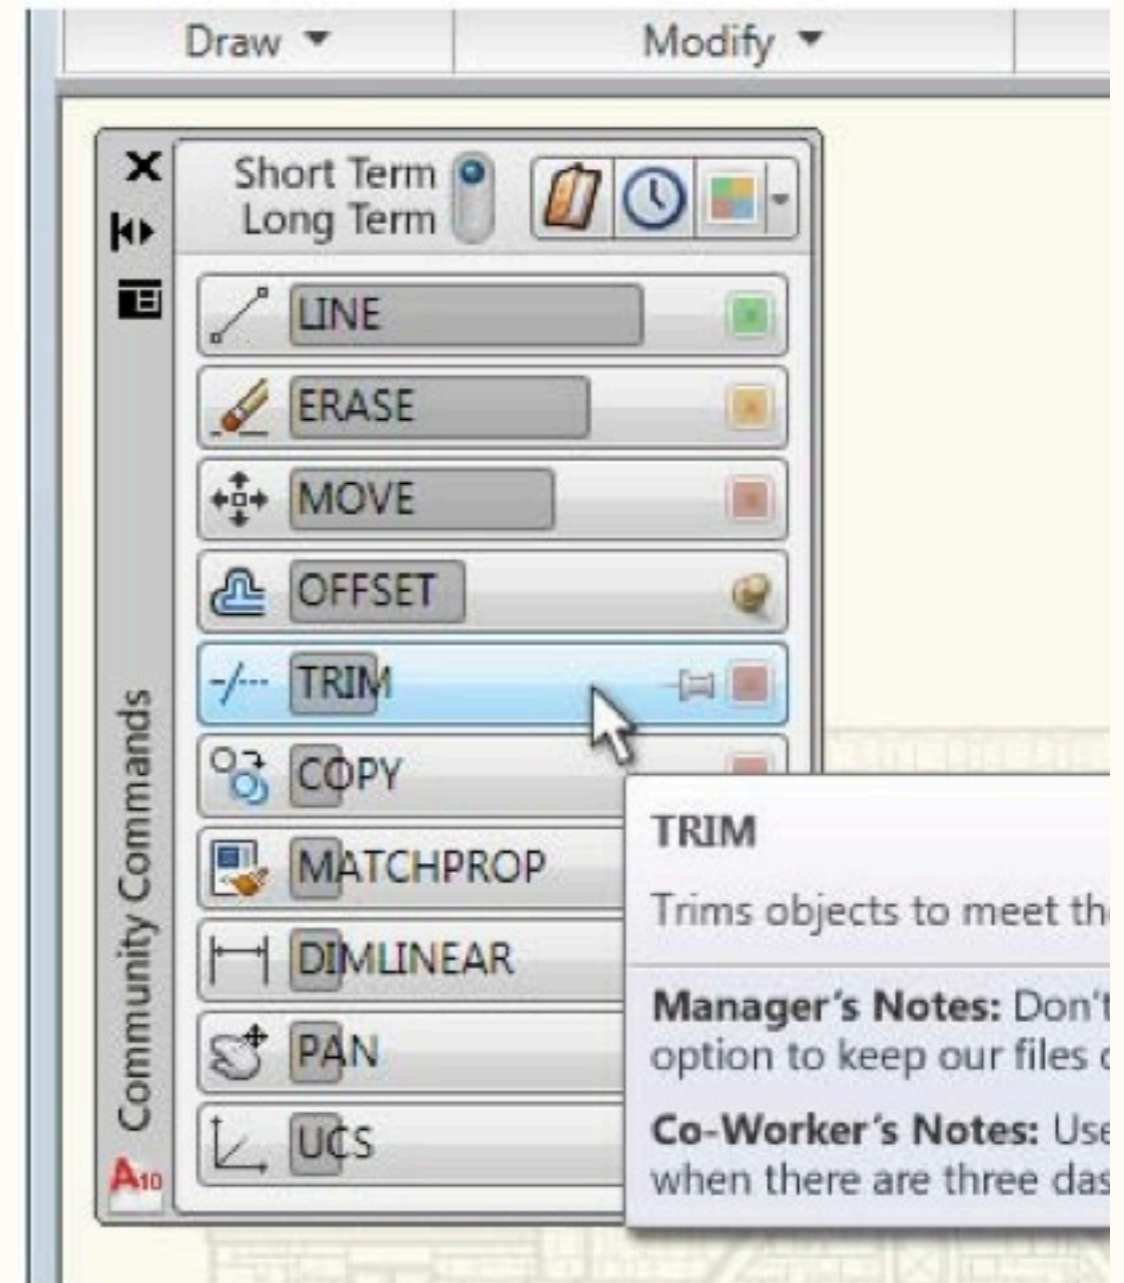 Draw
Modify
Short Term
Long Term
LINE
ERASE
MOVE
OFFSET
TRIM
COPY
MATCHPROP
DIMLINEAR
PAN
UCS
Community Commands
A10
TRIM
Trims objects to meet
Manager's Notes: Don't
option to keep our files
Co-Worker's Notes: Use
when there are three